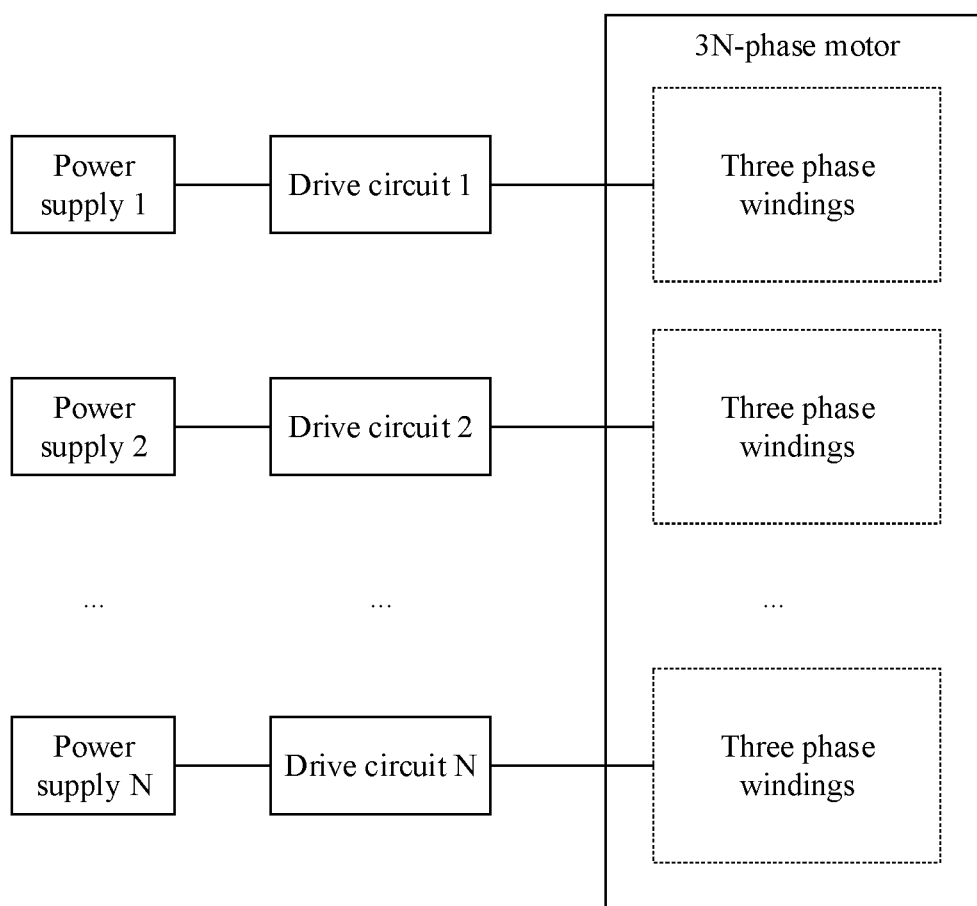 3N-phase motor
Power
supply 1
Drive circuit 1
Three phase
windings
Power
supply 2
Drive circuit 2
Three phase
windings
...
...
...
Power
supply N
Drive circuit N
Three phase
windings